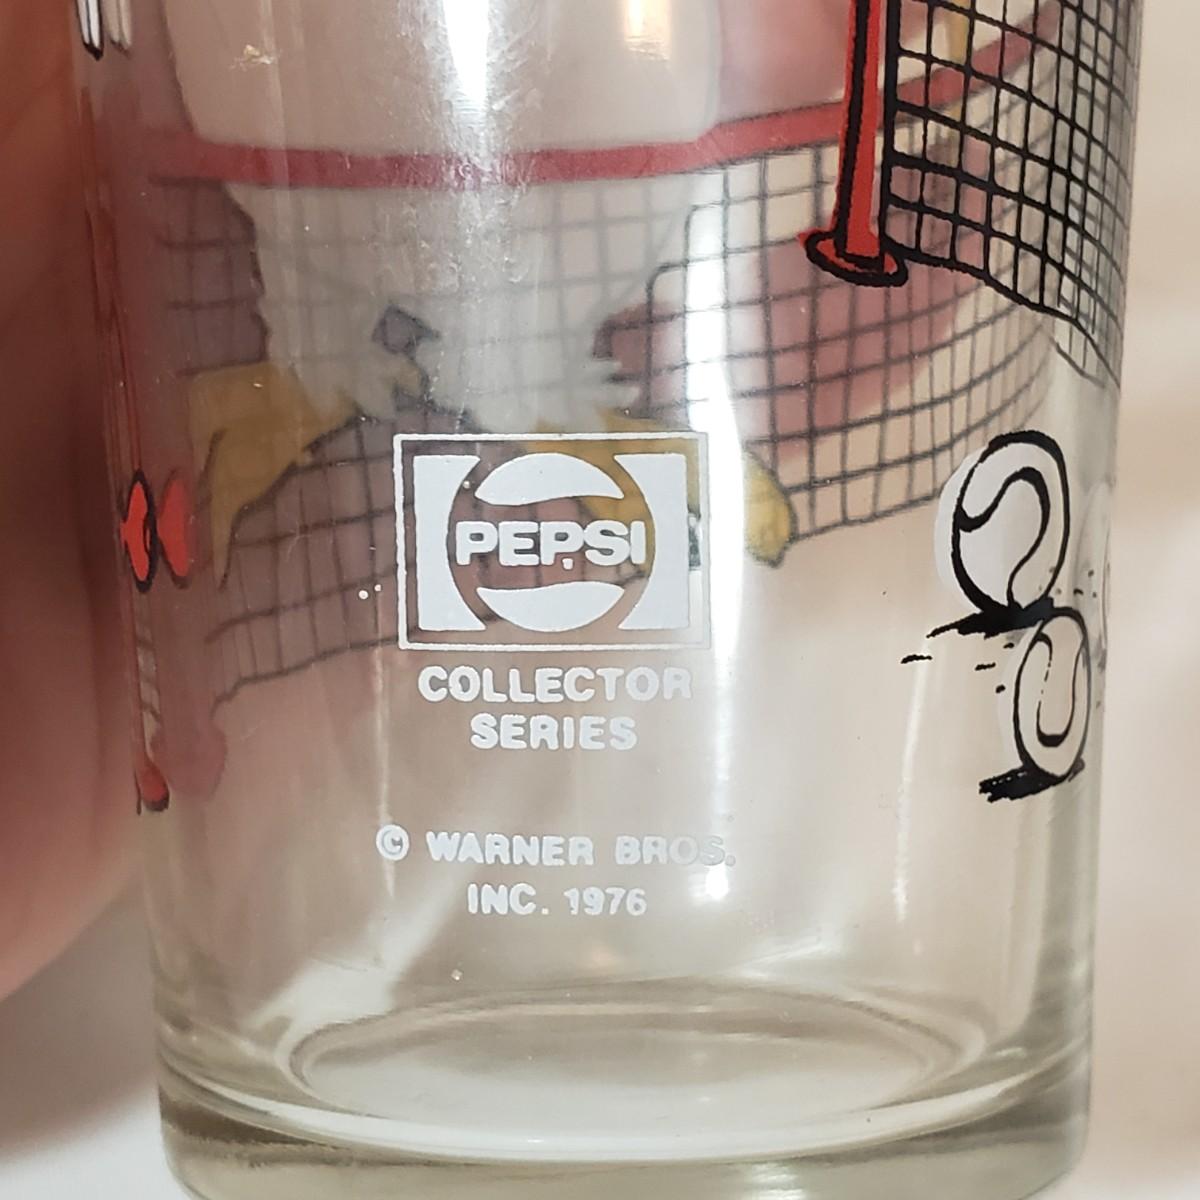 PEPSI
COLLECTOR
SERIES
© WARNER BROS.
INC. 1976